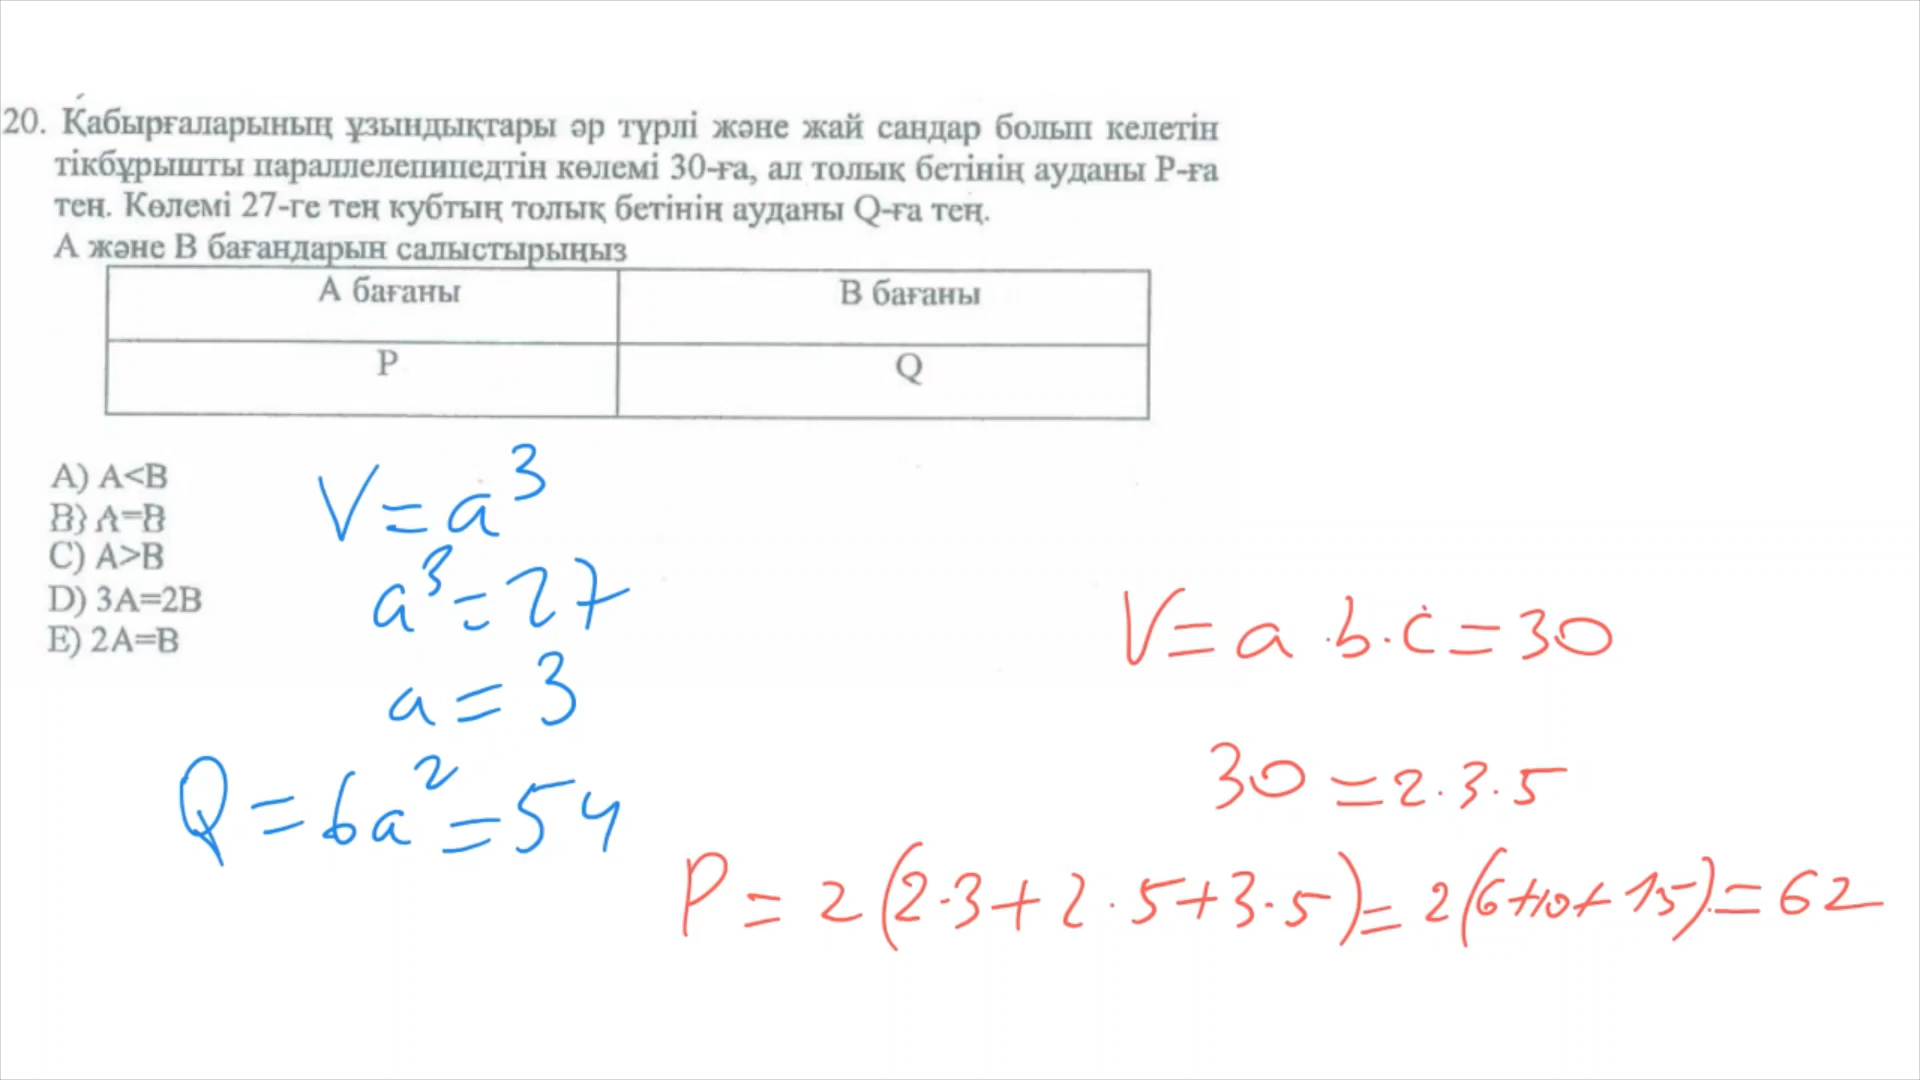 20. Қабырғаларының ұзындықтары әр түрлі және жай сандар болып келетін
тікбұрышты параллелепипедтің көлемі 30-ға, ал толық бетінің ауданы P-ға
тең. Көлемі 27-ге тең кубтың толық бетінің ауданы Q-ға тең.
А және В бағандарын салыстырыңыз
А бағаны
В бағаны
P
Q
A) A<B
B) A=B
C) A>B
D) 3A=2B
E) 2A=B
V=a³
a³=27
a=3
Q=6a²=54
V=a·b·c=30
30=2·3·5
P=2(2·3+2·5+3·5)=2(6+10+15)=62